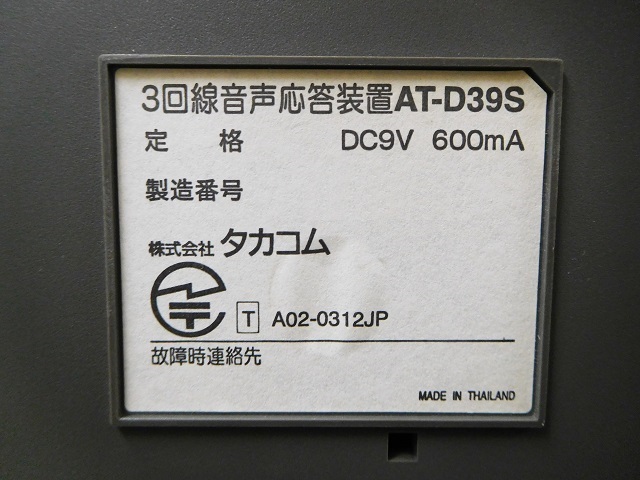 3回線音声応答装置AT-D39S
定格 DC9V 600mA
製造番号
株式会社 タカコム
T A02-0312JP
故障時連絡先
MADE IN THAILAND